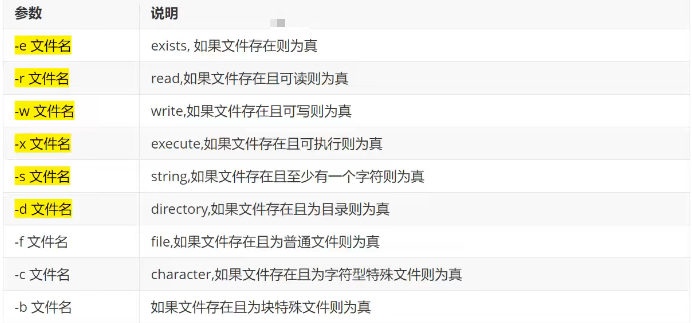 参数 说明
-e 文件名 exists, 如果文件存在则为真
-r 文件名 read,如果文件存在且可读则为真
-w 文件名 write,如果文件存在且可写则为真
-x 文件名 execute,如果文件存在且可执行则为真
-s 文件名 string,如果文件存在且至少有一个字符则为真
-d 文件名 directory,如果文件存在且为目录则为真
-f 文件名 file,如果文件存在且为普通文件则为真
-c 文件名 character,如果文件存在且为字符型特殊文件则为真
-b 文件名 如果文件存在且为块特殊文件则为真